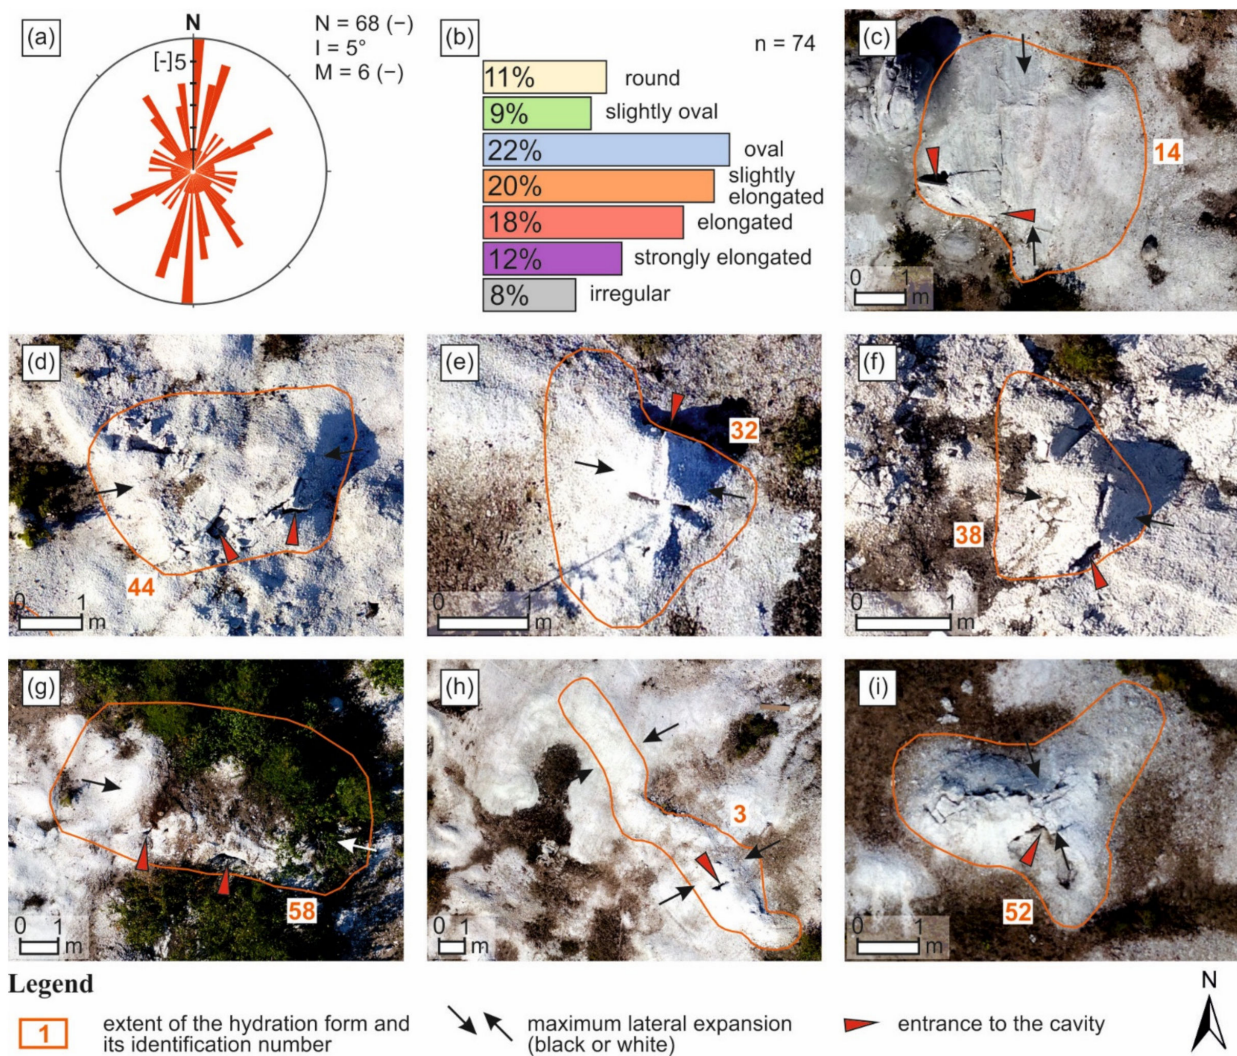 (a)
N
N = 68 (−)
I = 5°
M = 6 (−)
[-]5
(b)
n = 74
11% round
9% slightly oval
22% oval
20% slightly elongated
18% elongated
12% strongly elongated
8% irregular
(c)
14
0 1
m
(d)
44
0 1
m
(e)
32
0 1
m
(f)
38
0 1
m
(g)
58
0 1
m
(h)
3
0 1
m
(i)
52
0 1
m
Legend
N
1 extent of the hydration form and
its identification number
maximum lateral expansion
(black or white)
entrance to the cavity